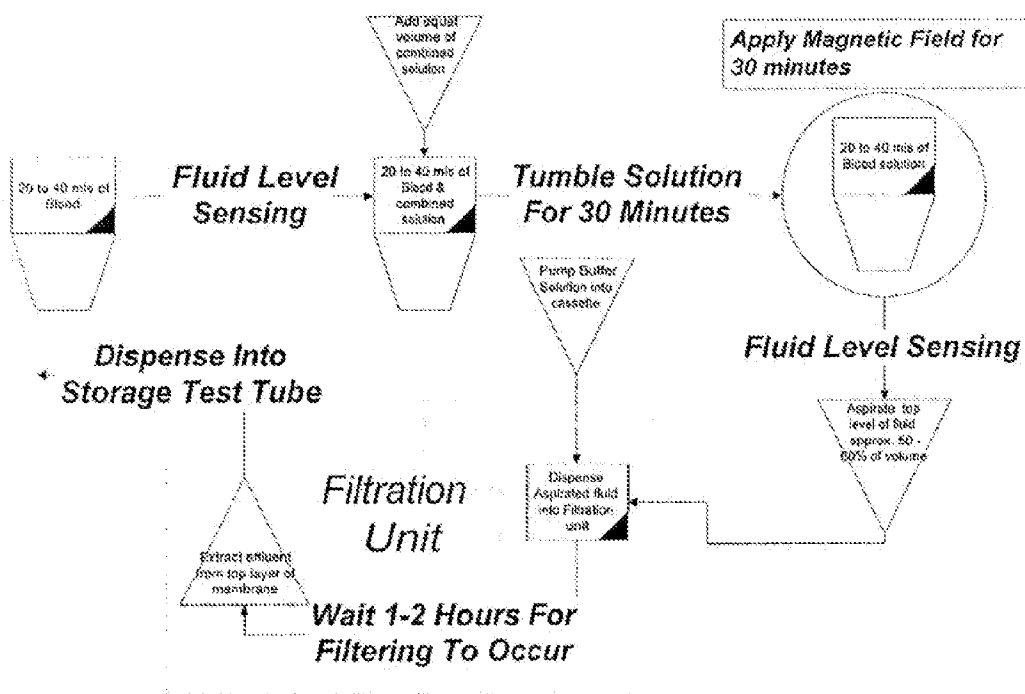 Add equal
volume of
combined
solution
Apply Magnetic Field for
30 minutes
20 to 40 mls of
Blood
Fluid Level
Sensing
20 to 40 mls of
Blood &
combined
solution
Tumble Solution
For 30 Minutes
20 to 40 mls of
Blood solution
Pump Buffer
Solution into
cassette
Fluid Level Sensing
Dispense Into
Storage Test Tube
Aspirate top
level of fluid
approx.
of volume
Filtration
Unit
Dispense
Aspirated fluid
into Filtration
unit
Extract effluent
from top layer of
membrane
Wait 1-2 Hours For
Filtering To Occur